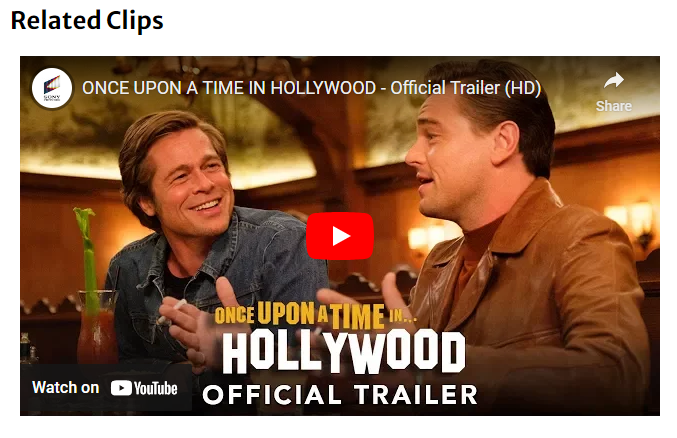 Related Clips
ONCE UPON A TIME IN HOLLYWOOD - Official Trailer (HD)
Share
ONCE UPON A TIME IN...
HOLLYWOOD
OFFICIAL TRAILER
Watch on YouTube